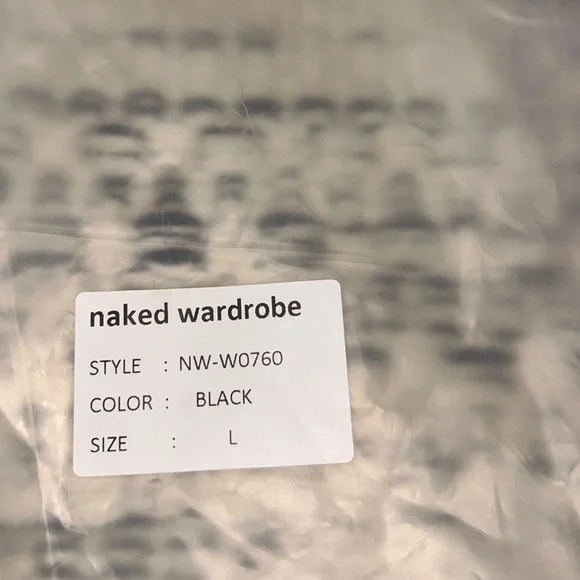 naked wardrobe
STYLE : NW-W0760
COLOR : BLACK
SIZE : L